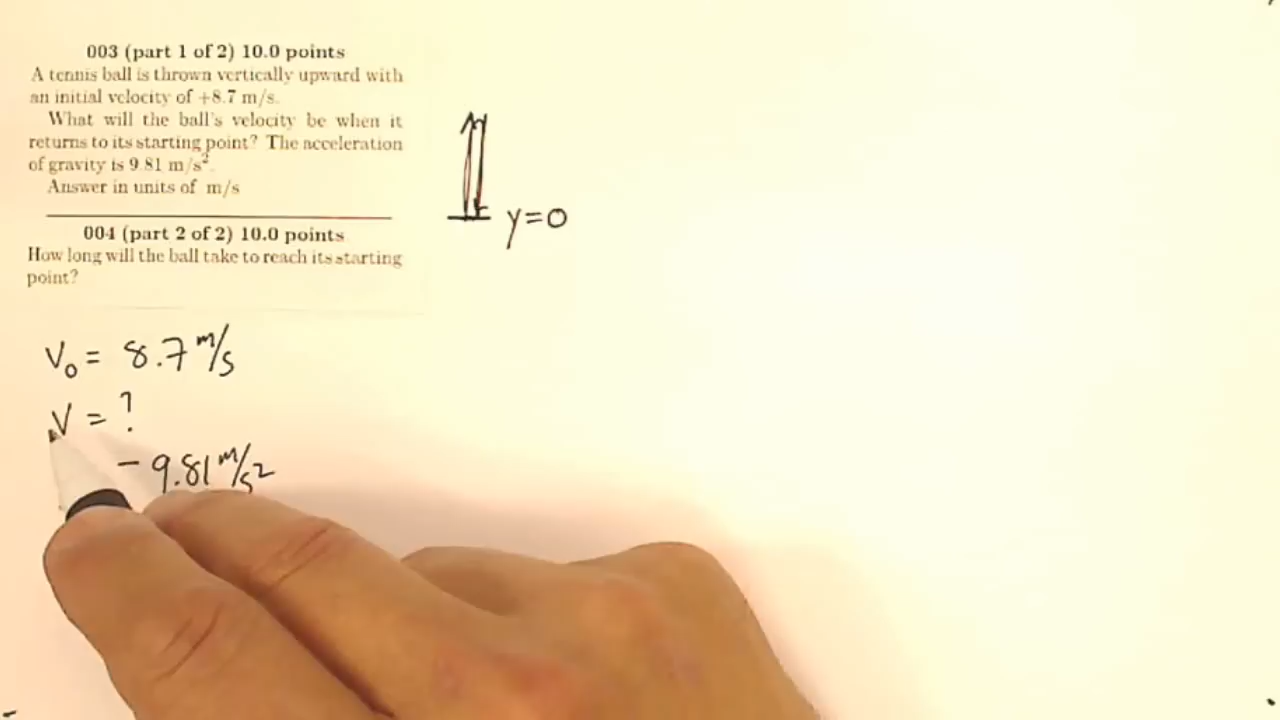 003 (part 1 of 2) 10.0 points
A tennis ball is thrown vertically upward with
an initial velocity of +8.7 m/s.
What will the ball's velocity be when it
returns to its starting point? The acceleration
of gravity is 9.81 m/s².
Answer in units of m/s
004 (part 2 of 2) 10.0 points
How long will the ball take to reach its starting
point?
y=0
V₀ = 8.7 m/s
V = ?
- 9.81 m/s²